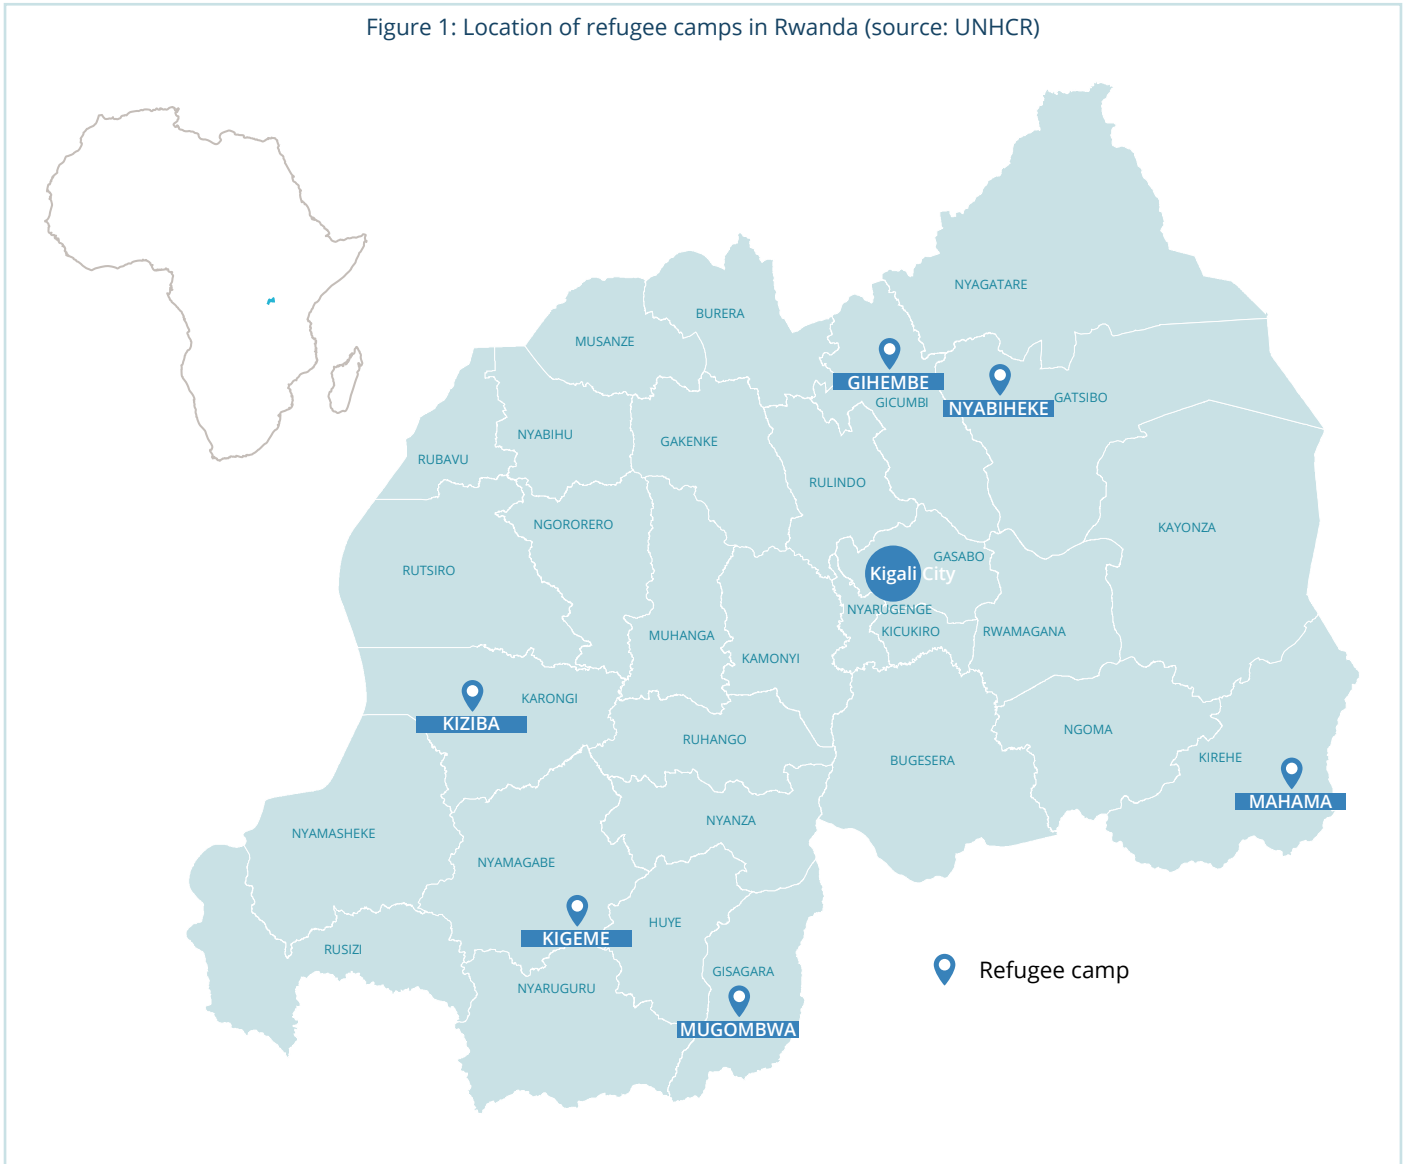 Figure 1: Location of refugee camps in Rwanda (source: UNHCR)
NYAGATARE
BURERA
MUSANZE
GIHEMBE
GICUMBI
NYABIHEKE
GATSIBO
NYABIHU
GAKENKE
RUBAVU
RULINDO
NGORORERO
KAYONZA
GASABO
RUTSIRO
Kigali City
NYARUGENGE
KICUKIRO
RWAMAGANA
MUHANGA
KAMONYI
KARONGI
KIZIBA
RUHANGO
NGOMA
BUGESERA
KIREHE
MAHAMA
NYANZA
NYAMASHEKE
NYAMAGABE
HUYE
KIGEME
RUSIZI
GISAGARA
Refugee camp
NYARUGURU
MUGOMBWA